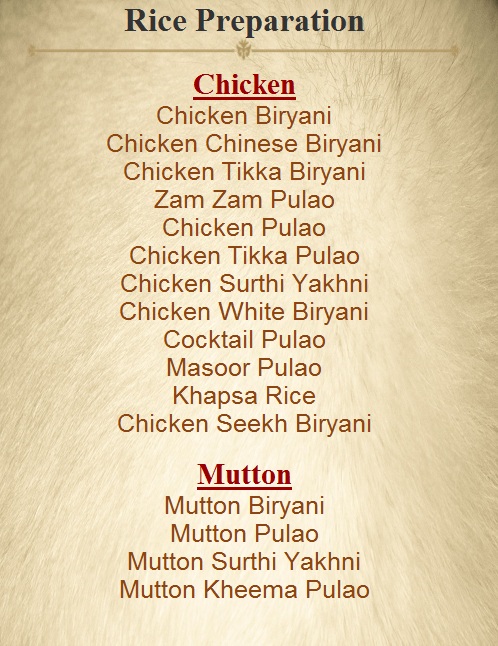 Rice Preparation
Chicken
Chicken Biryani
Chicken Chinese Biryani
Chicken Tikka Biryani
Zam Zam Pulao
Chicken Pulao
Chicken Tikka Pulao
Chicken Surthi Yakhni
Chicken White Biryani
Cocktail Pulao
Masoor Pulao
Khapsa Rice
Chicken Seekh Biryani
Mutton
Mutton Biryani
Mutton Pulao
Mutton Surthi Yakhni
Mutton Kheema Pulao